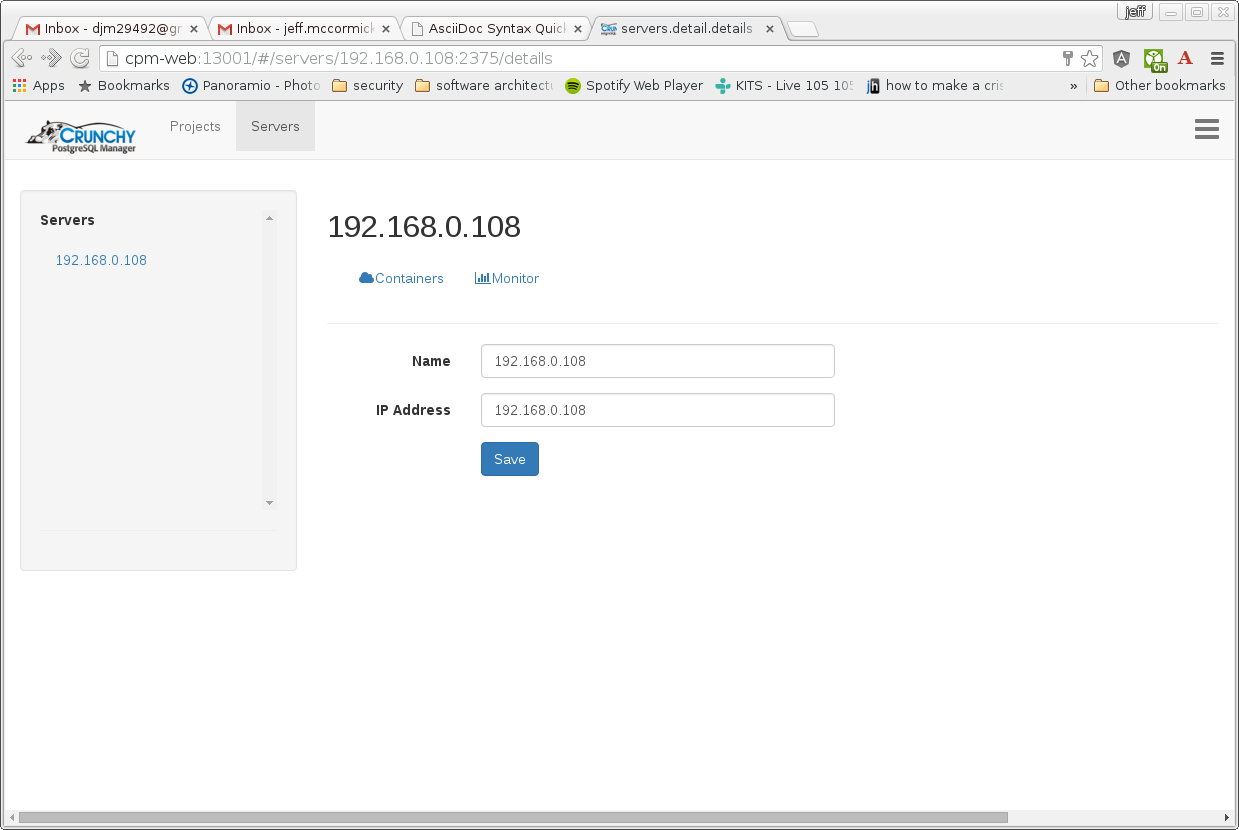 jeff
Inbox - djm29492@gr
Inbox - jeff.mccormick
AsciiDoc Syntax Quick
servers.detail.details
cpm-web:13001/#/servers/192.168.0.108:2375/details
A
On
A
Apps
Bookmarks
Panoramio - Photo
security
software architectu
Spotify Web Player
KITS - Live 105 105
jh
how to make a cris
»
Other bookmarks
CRUNCHY
PostgreSQL Manager
Projects
Servers
Servers
192.168.0.108
192.168.0.108
Containers
Monitor
Name
192.168.0.108
IP Address
192.168.0.108
Save